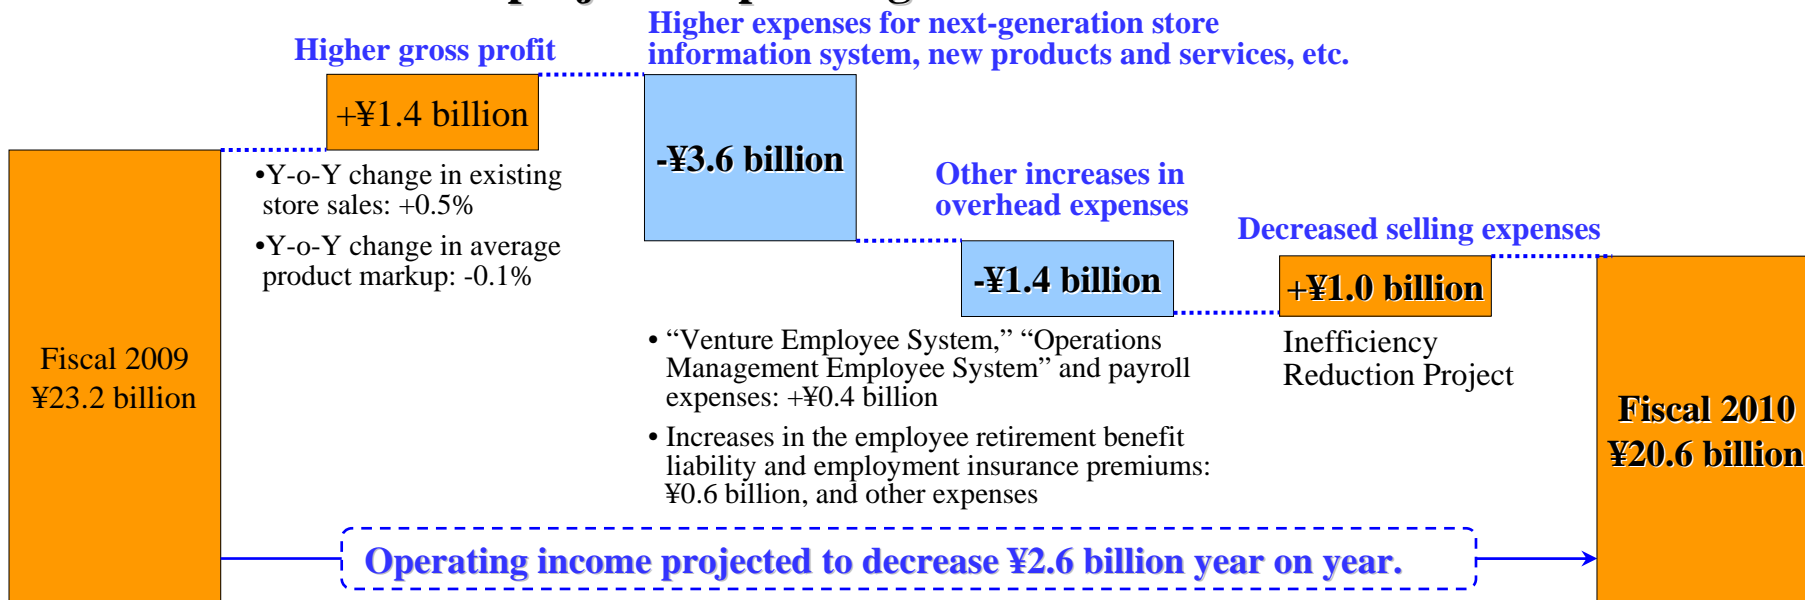 Higher gross profit
Higher expenses for next-generation store
information system, new products and services, etc.
+¥1.4 billion
-¥3.6 billion
•Y-o-Y change in existing
store sales: +0.5%
•Y-o-Y change in average
product markup: -0.1%
Other increases in
overhead expenses
Decreased selling expenses
-¥1.4 billion
+¥1.0 billion
Fiscal 2009
¥23.2 billion
• “Venture Employee System,” “Operations
Management Employee System” and payroll
expenses: +¥0.4 billion
• Increases in the employee retirement benefit
liability and employment insurance premiums:
¥0.6 billion, and other expenses
Inefficiency
Reduction Project
Fiscal 2010
¥20.6 billion
Operating income projected to decrease ¥2.6 billion year on year.